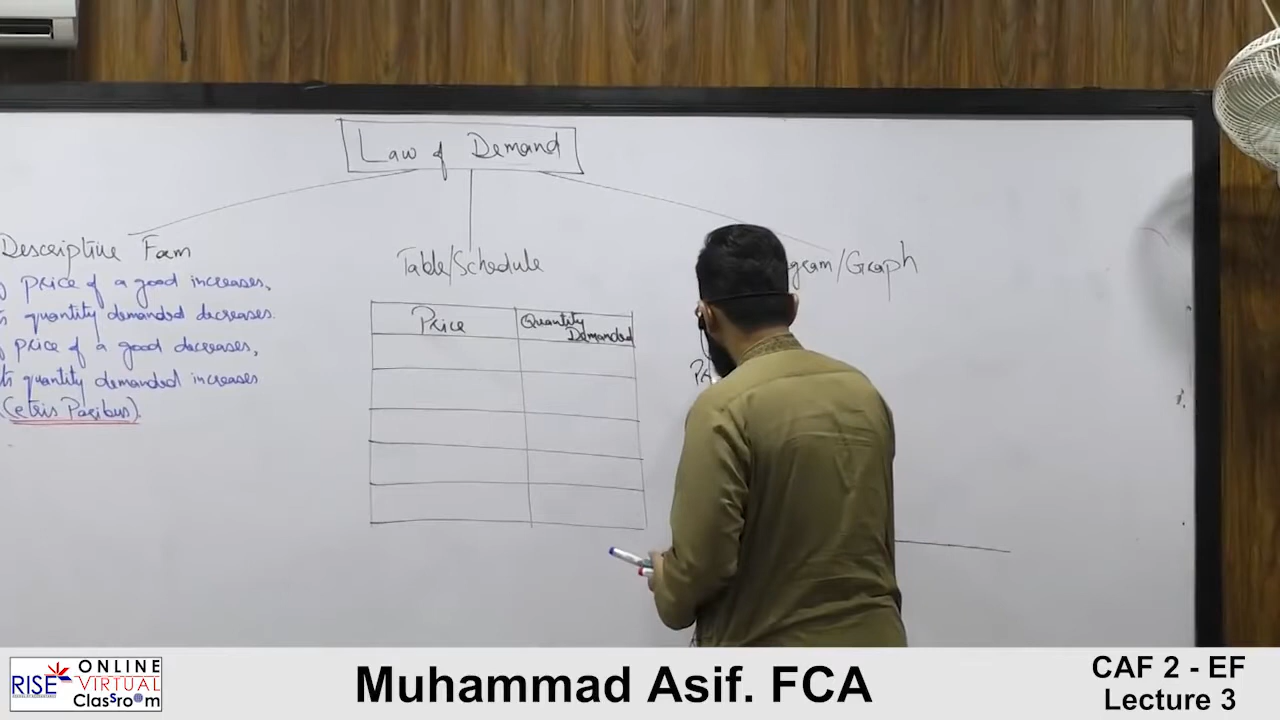 Law of Demand
Descriptive Form
price of a good increases,
quantity demanded decreases.
price of a good decreases,
quantity demanded increases
(Cetris Paribus).
Table/Schedule
Price
Quantity
Demanded
gram/Graph
Pr
RISE
ONLINE
VIRTUAL
Classroom
Muhammad Asif. FCA
CAF 2 - EF
Lecture 3